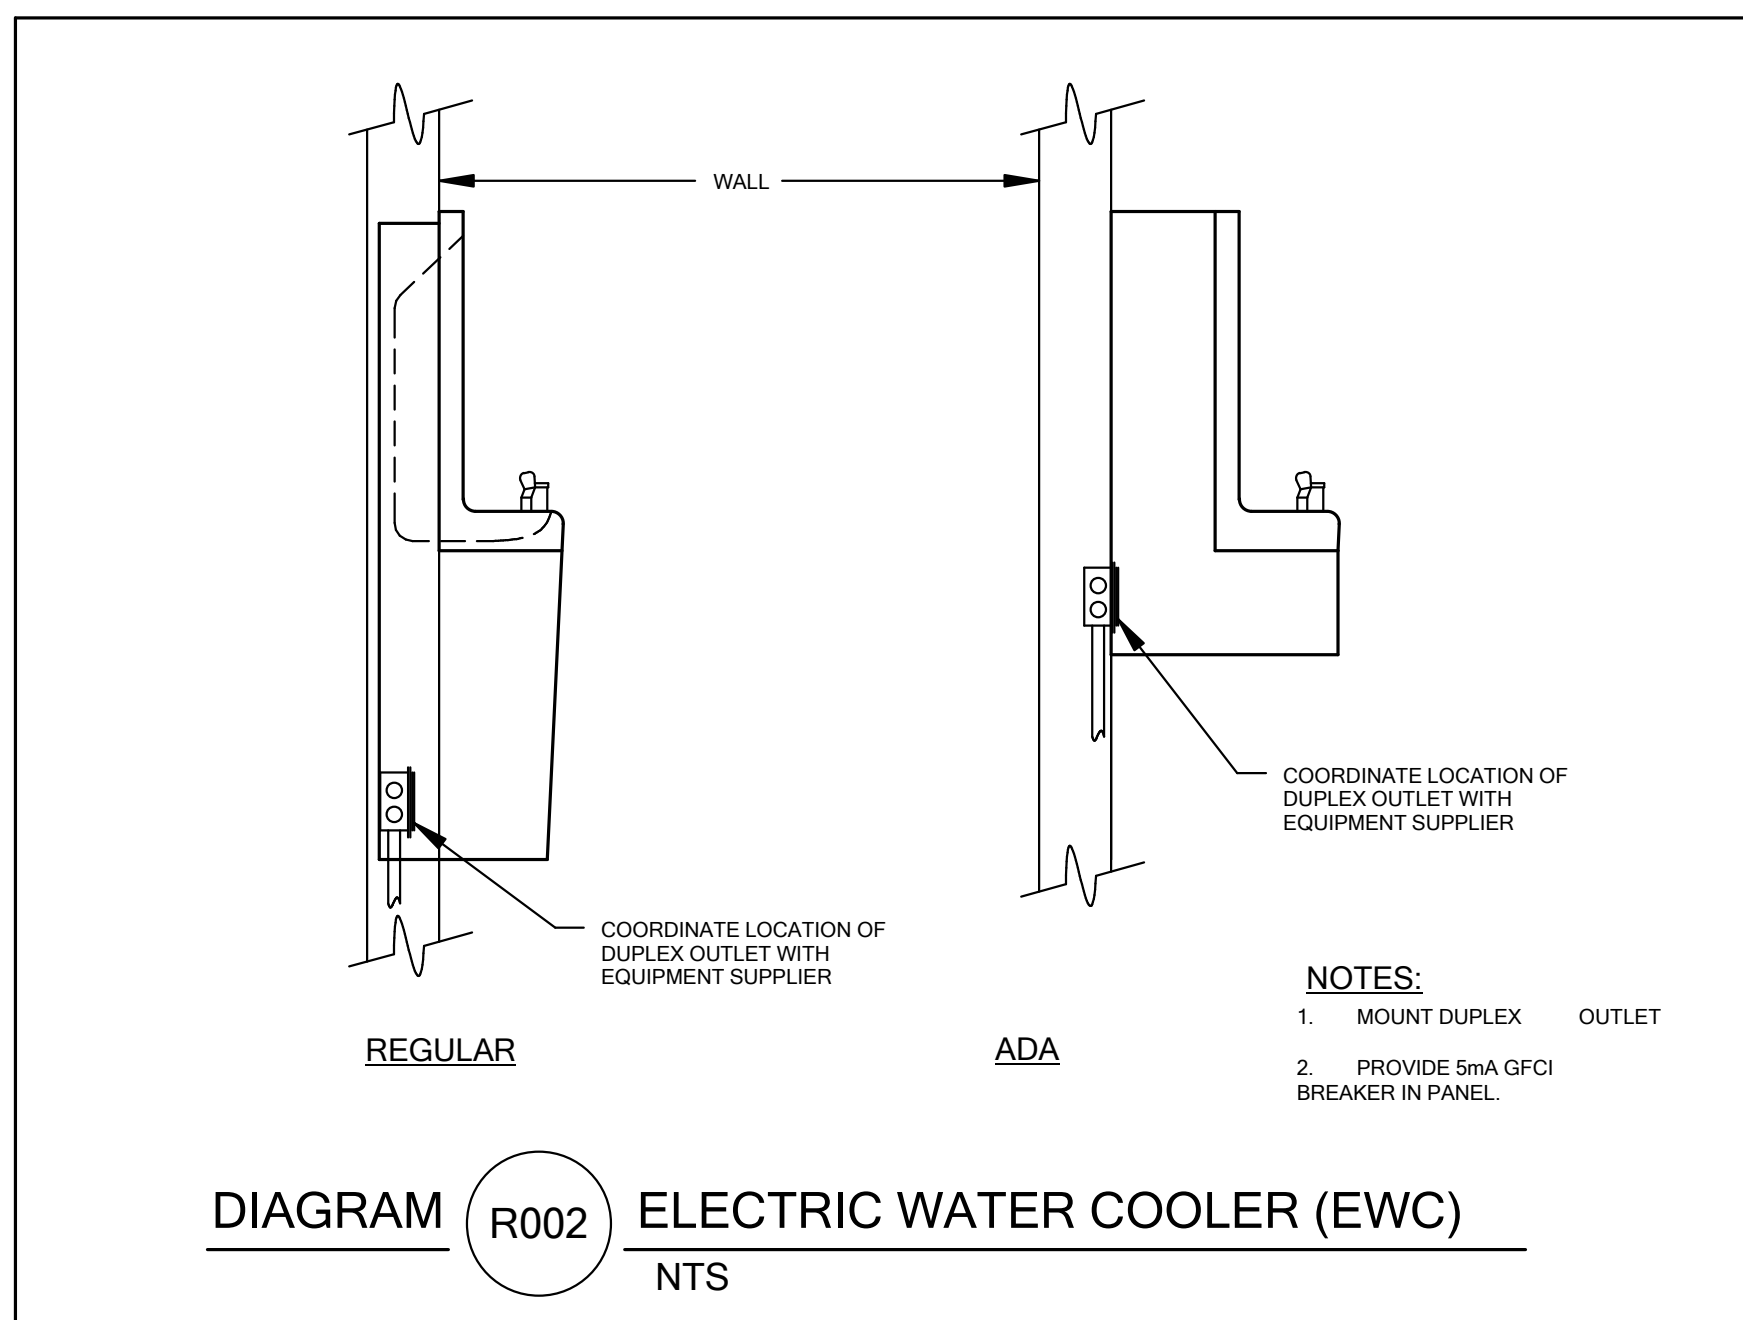 WALL
COORDINATE LOCATION OF
DUPLEX OUTLET WITH
EQUIPMENT SUPPLIER
COORDINATE LOCATION OF
DUPLEX OUTLET WITH
EQUIPMENT SUPPLIER
REGULAR
ADA
NOTES:
1. MOUNT DUPLEX OUTLET
2. PROVIDE 5mA GFCI
BREAKER IN PANEL.
DIAGRAM R002 ELECTRIC WATER COOLER (EWC)
NTS